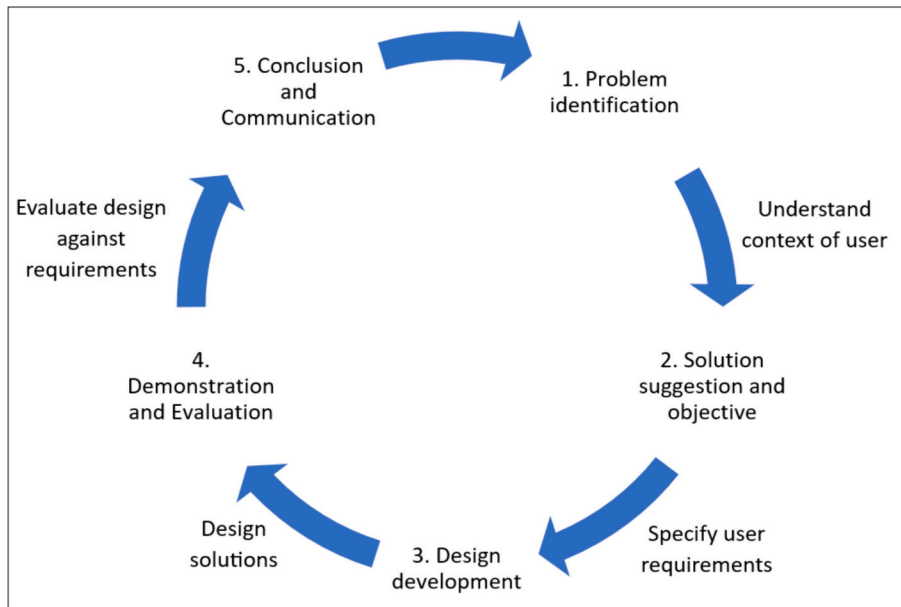 1. Problem
identification
Understand
context of user
2. Solution
suggestion and
objective
Specify user
requirements
3. Design
development
Design
solutions
4.
Demonstration
and Evaluation
Evaluate design
against
requirements
5. Conclusion
and
Communication